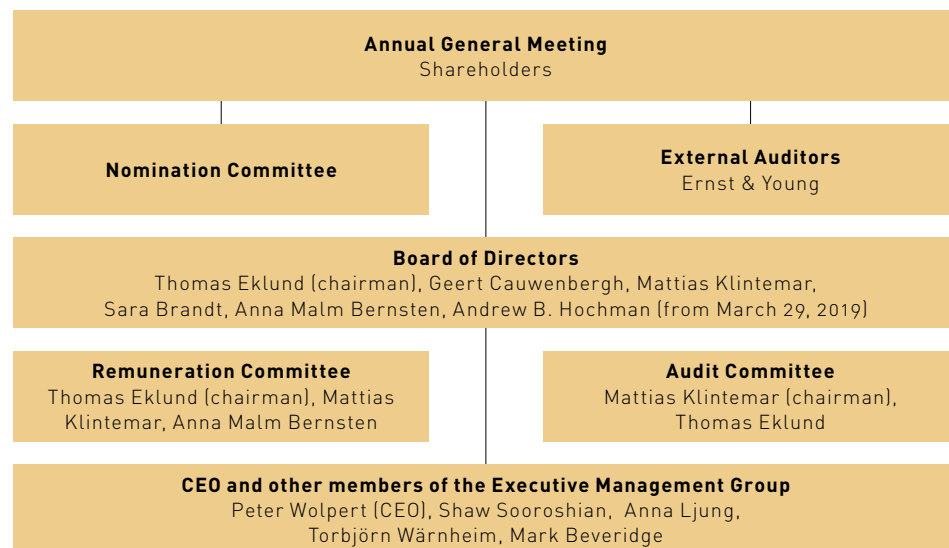 Annual General Meeting
Shareholders
Nomination Committee
External Auditors
Ernst & Young
Board of Directors
Thomas Eklund (chairman), Geert Cauwenbergh, Mattias Klintemar,
Sara Brandt, Anna Malm Bernsten, Andrew B. Hochman (from March 29, 2019)
Remuneration Committee
Thomas Eklund (chairman), Mattias
Klintemar, Anna Malm Bernsten
Audit Committee
Mattias Klintemar (chairman),
Thomas Eklund
CEO and other members of the Executive Management Group
Peter Wolpert (CEO), Shaw Sooroshian, Anna Ljung,
Torbjörn Wärnheim, Mark Beveridge